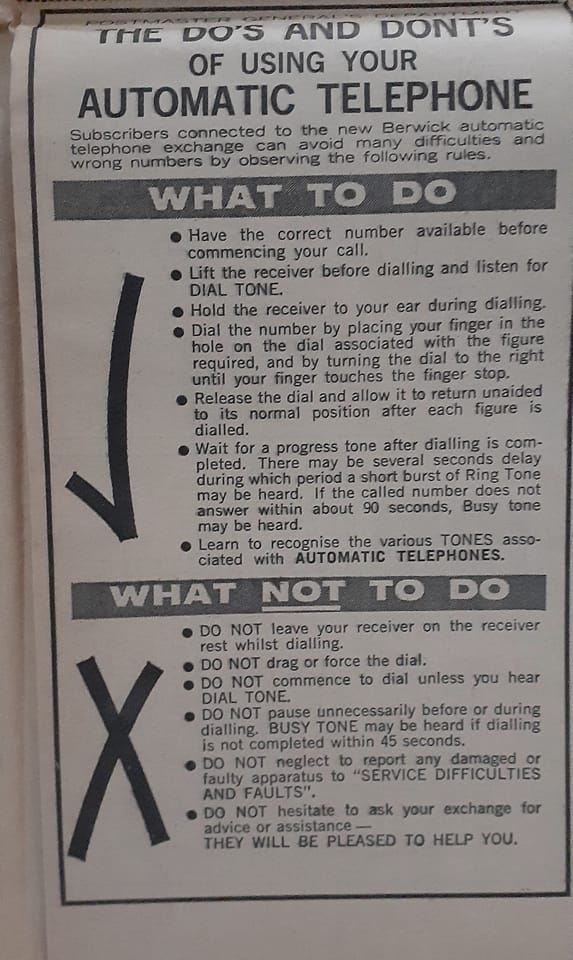 POSTMASTER GENERAL'S DEPARTMENT
THE DO'S AND DONT'S
OF USING YOUR
AUTOMATIC TELEPHONE
Subscribers connected to the new Berwick automatic
telephone exchange can avoid many difficulties and
wrong numbers by observing the following rules.
WHAT TO DO
● Have the correct number available before
commencing your call.
● Lift the receiver before dialling and listen for
DIAL TONE.
● Hold the receiver to your ear during dialling.
● Dial the number by placing your finger in the
hole on the dial associated with the figure
required, and by turning the dial to the right
until your finger touches the finger stop.
● Release the dial and allow it to return unaided
to its normal position after each figure is
dialled.
● Wait for a progress tone after dialling is com-
pleted. There may be several seconds delay
during which period a short burst of Ring Tone
may be heard. If the called number does not
answer within about 90 seconds, Busy tone
may be heard.
● Learn to recognise the various TONES asso-
ciated with AUTOMATIC TELEPHONES.
WHAT NOT TO DO
● DO NOT leave your receiver on the receiver
rest whilst dialling.
● DO NOT drag or force the dial.
● DO NOT commence to dial unless you hear
DIAL TONE.
● DO NOT pause unnecessarily before or during
dialling. BUSY TONE may be heard if dialling
is not completed within 45 seconds.
● DO NOT neglect to report any damaged or
faulty apparatus to "SERVICE DIFFICULTIES
AND FAULTS".
● DO NOT hesitate to ask your exchange for
advice or assistance —
THEY WILL BE PLEASED TO HELP YOU.